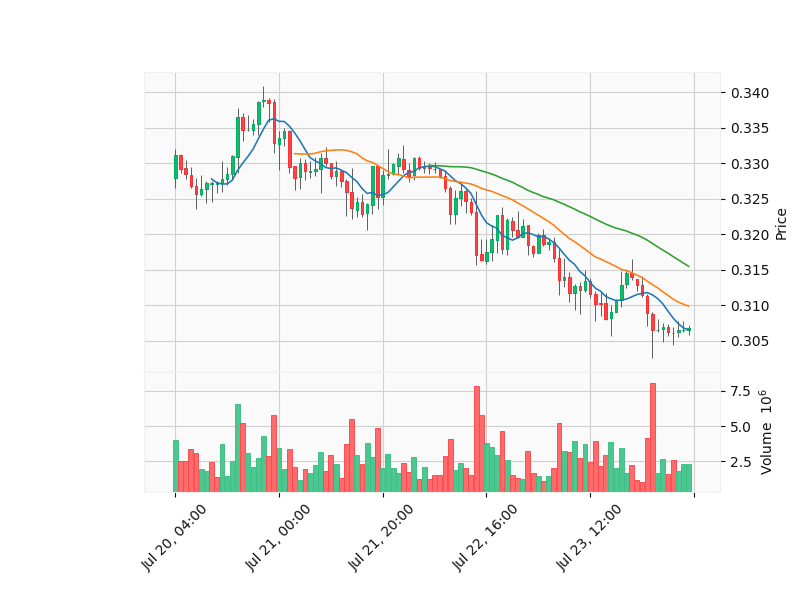 0.340
0.335
0.330
0.325
0.320
0.315
0.310
0.305
Price
7.5
5.0
2.5
Volume 10^6
Jul 20, 04:00
Jul 21, 00:00
Jul 21, 20:00
Jul 22, 16:00
Jul 23, 12:00